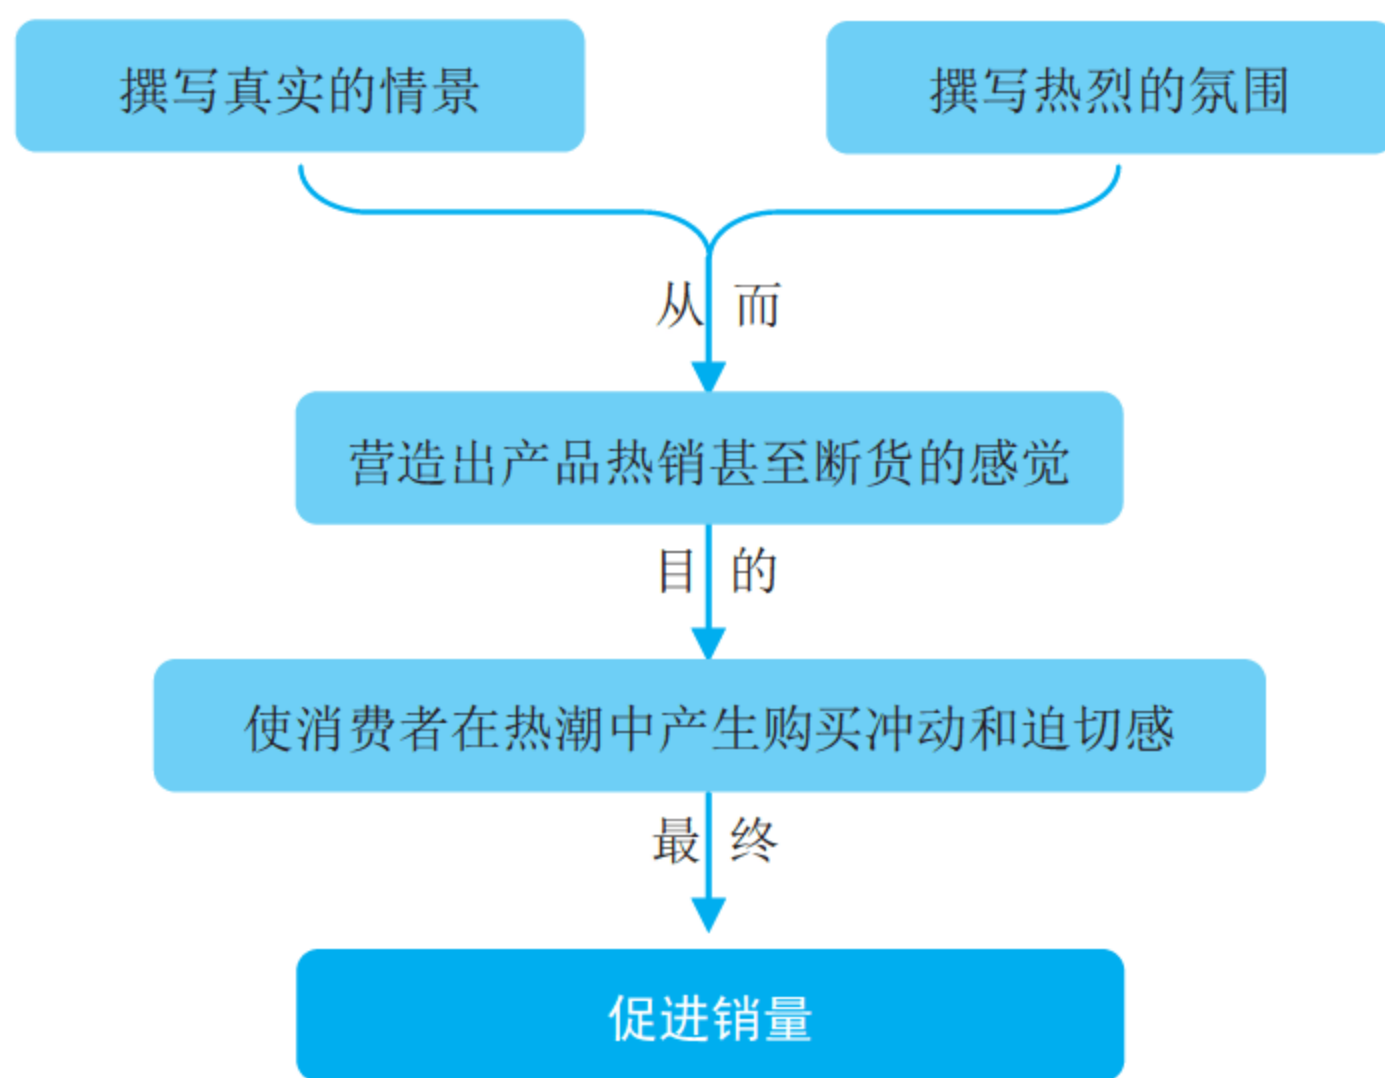 撰写真实的情景
撰写热烈的氛围
从而
营造出产品热销甚至断货的感觉
目的
使消费者在热潮中产生购买冲动和迫切感
最终
促进销量